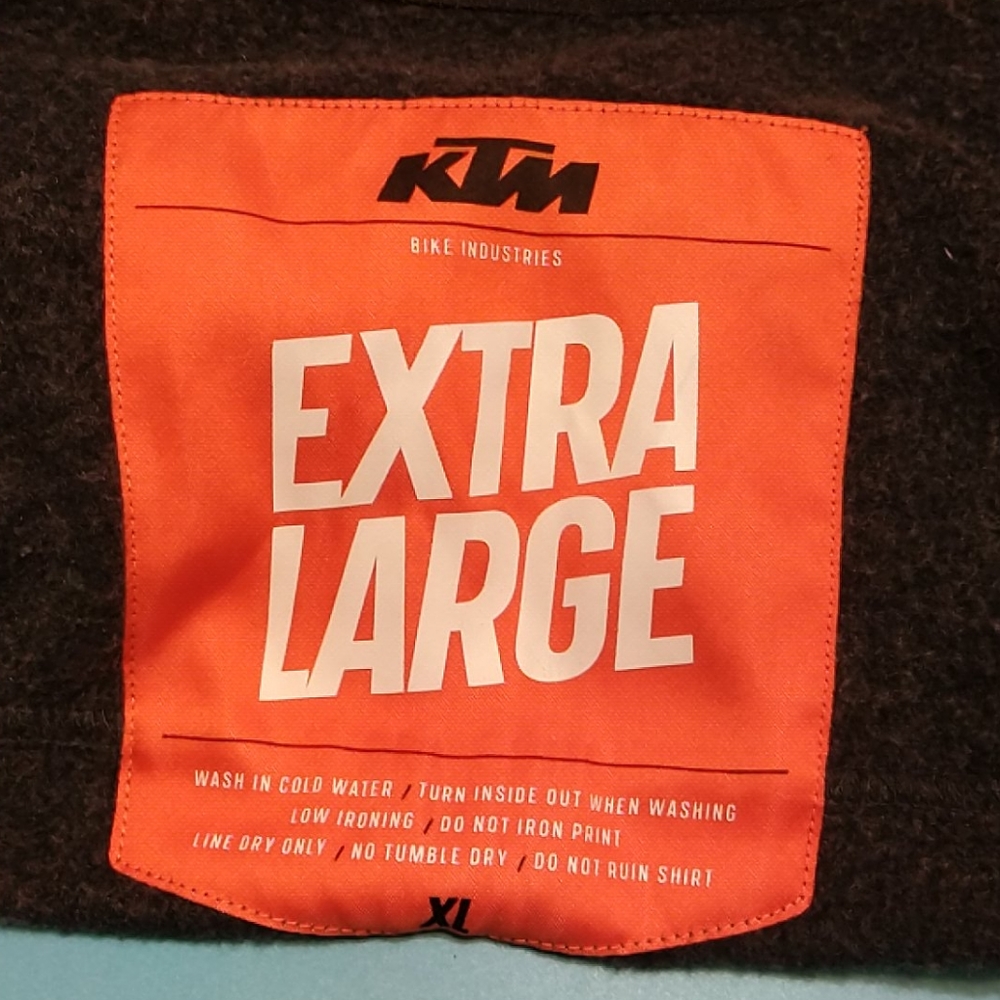 KTM
BIKE INDUSTRIES
EXTRA
LARGE
WASH IN COLD WATER / TURN INSIDE OUT WHEN WASHING
LOW IRONING / DO NOT IRON PRINT
LINE DRY ONLY / NO TUMBLE DRY / DO NOT RUIN SHIRT
XL